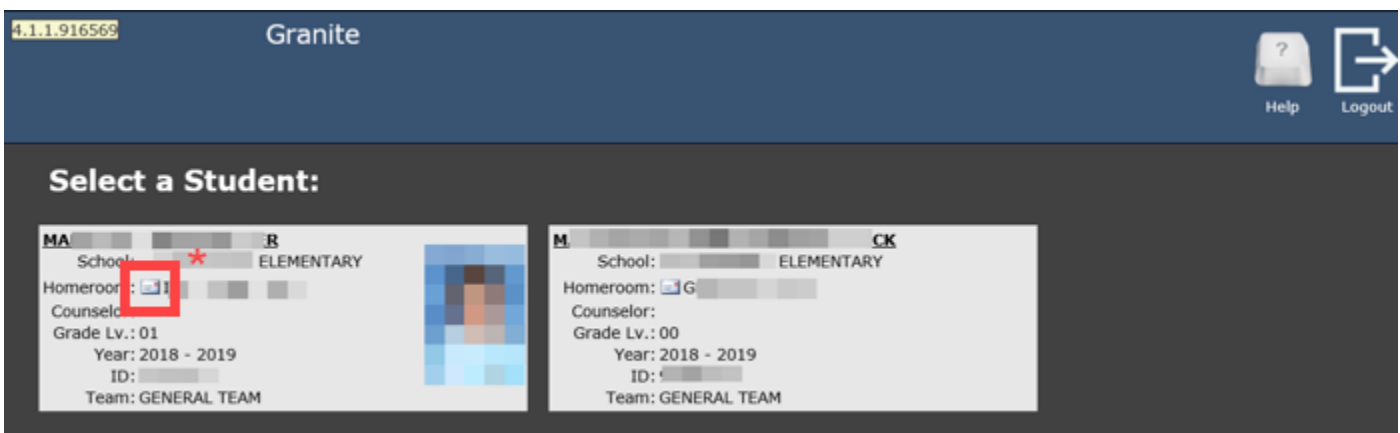 4.1.1.916569
Granite
?
Help
Logout
Select a Student:
MA R
School: * ELEMENTARY
Homeroom: I
Counselor:
Grade Lv.: 01
Year: 2018 - 2019
ID:
Team: GENERAL TEAM
M CK
School: ELEMENTARY
Homeroom: G
Counselor:
Grade Lv.: 00
Year: 2018 - 2019
ID:
Team: GENERAL TEAM